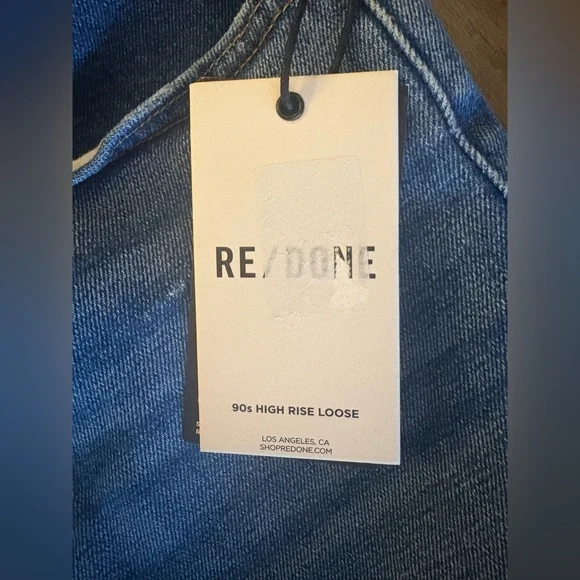 RE/DONE
90s HIGH RISE LOOSE
LOS ANGELES, CA
SHOPREDONE.COM